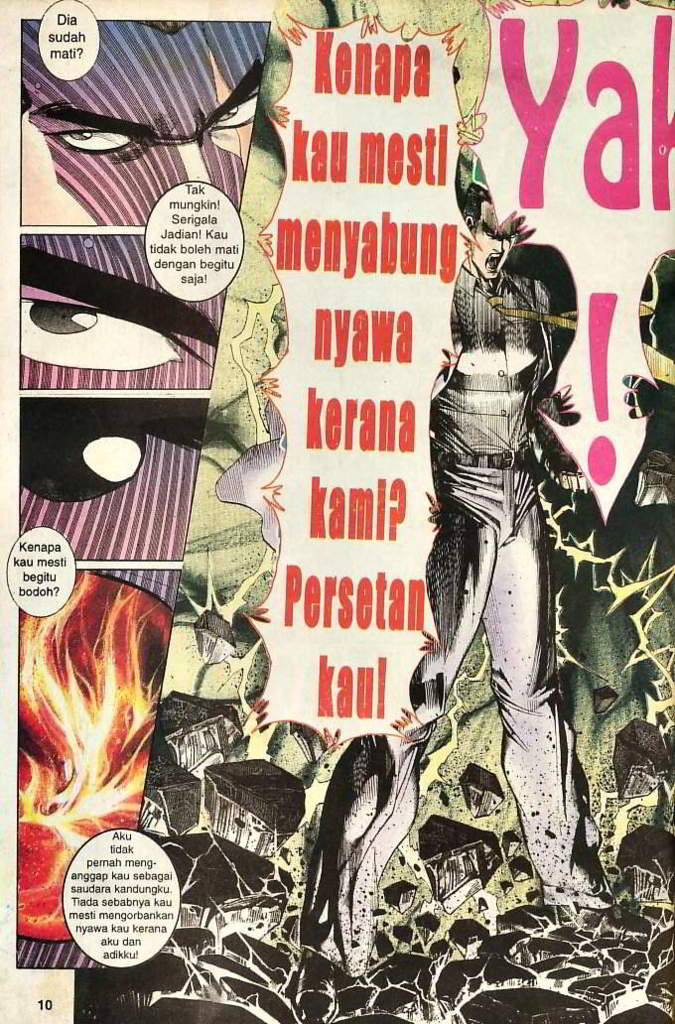 Dia
sudah
mati?
Tak
mungkin!
Serigala
Jadian! Kau
tidak boleh mati
dengan begitu
saja!
Kenapa
kau mesti
begitu
bodoh?
Aku
tidak
pernah meng-
anggap kau sebagai
saudara kandungku.
Tiada sebabnya kau
mesti mengorbankan
nyawa kau kerana
aku dan
adikku!
Kenapa
kau mesti
menyabung
nyawa
kerana
kami?
Persetan
kau!
Yah
!
10